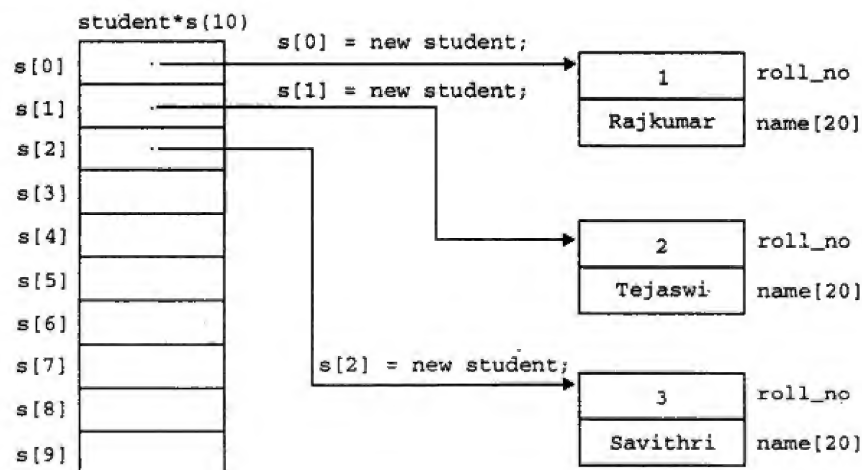 student*s(10)
s[0] = new student;
s[0]
1
roll_no
s[1] = new student;
s[1]
Rajkumar
name[20]
s[2]
s[3]
s[4]
2
roll_no
s[5]
Tejaswi
name[20]
s[6]
s[7]
s[2] = new student;
s[8]
3
roll_no
s[9]
Savithri
name[20]